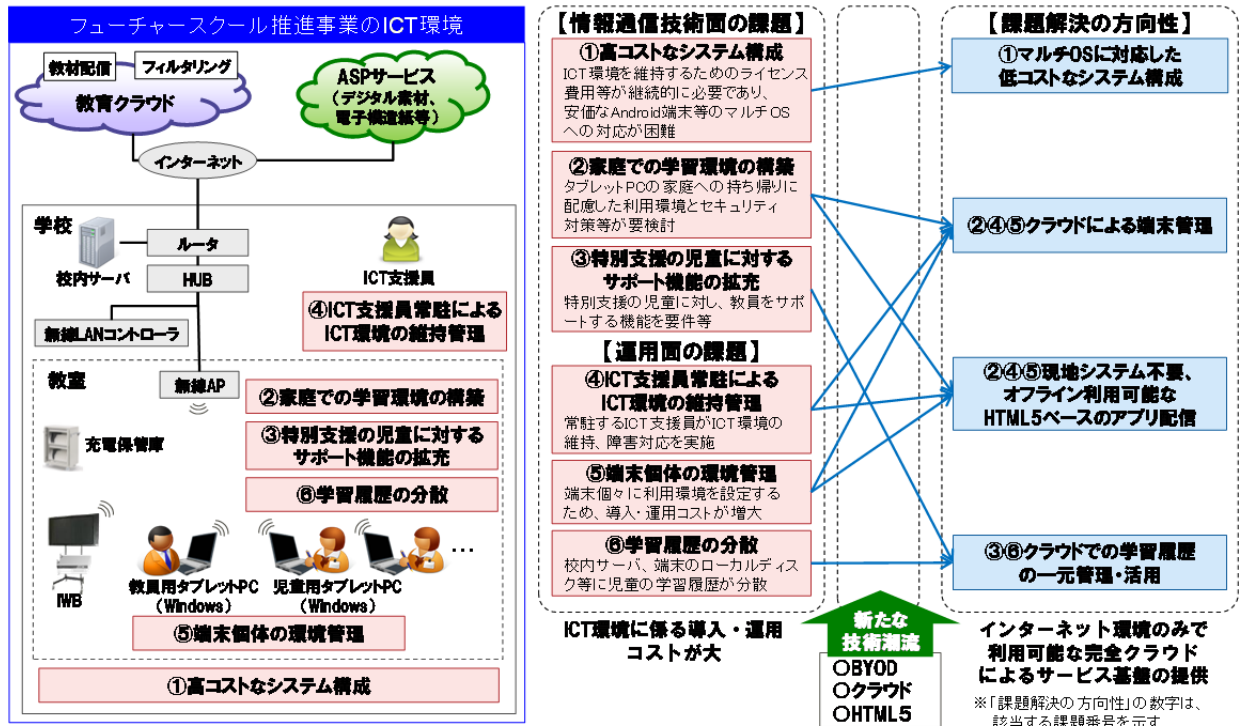 フューチャースクール推進事業のICT環境
教材配信
フィルタリング
教育クラウド
ASPサービス
(デジタル素材、
電子模造紙等)
インターネット
学校
校内サーバ
ルータ
HUB
ICT支援員
無線LANコントローラ
④ICT支援員常駐による
ICT環境の維持管理
教室
無線AP
②家庭での学習環境の構築
充電保管庫
③特別支援の児童に対する
サポート機能の拡充
⑥学習履歴の分散
IWB
教員用タブレットPC
(Windows)
児童用タブレットPC
(Windows)
…
⑤端末個体の環境管理
①高コストなシステム構成
【情報通信技術面の課題】
①高コストなシステム構成
ICT環境を維持するためのライセンス
費用等が継続的に必要であり、
安価なAndroid端末等のマルチOS
への対応が困難
②家庭での学習環境の構築
タブレットPCの家庭への持ち帰りに
配慮した利用環境とセキュリティ
対策等が要検討
③特別支援の児童に対する
サポート機能の拡充
特別支援の児童に対し、教員をサポ
ートする機能を要件等
【運用面の課題】
④ICT支援員常駐による
ICT環境の維持管理
常駐するICT支援員がICT環境の
維持、障害対応を実施
⑤端末個体の環境管理
端末個々に利用環境を設定する
ため、導入・運用コストが増大
⑥学習履歴の分散
校内サーバ、端末のローカルディス
ク等に児童の学習履歴が分散
ICT環境に係る導入・運用
コストが大
新たな
技術潮流
○BYOD
○クラウド
○HTML5
【課題解決の方向性】
①マルチOSに対応した
低コストなシステム構成
②④⑤クラウドによる端末管理
②④⑤現地システム不要、
オフライン利用可能な
HTML5ベースのアプリ配信
③⑥クラウドでの学習履歴
の一元管理・活用
インターネット環境のみで
利用可能な完全クラウド
によるサービス基盤の提供
※「課題解決の方向性」の数字は、
該当する課題番号を示す